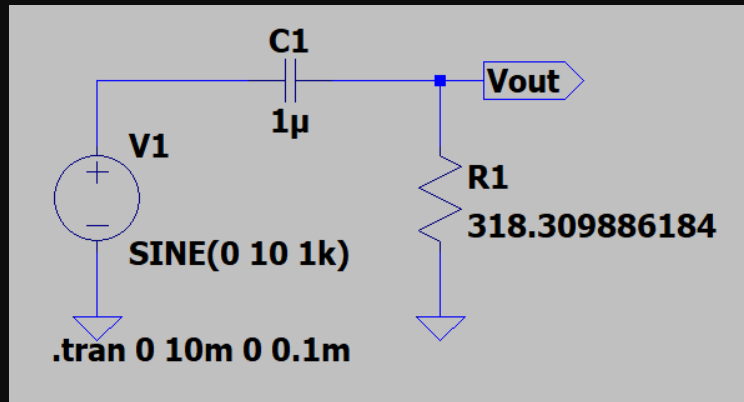 C1
Vout
1µ
V1
R1
318.309886184
SINE(0 10 1k)
.tran 0 10m 0 0.1m